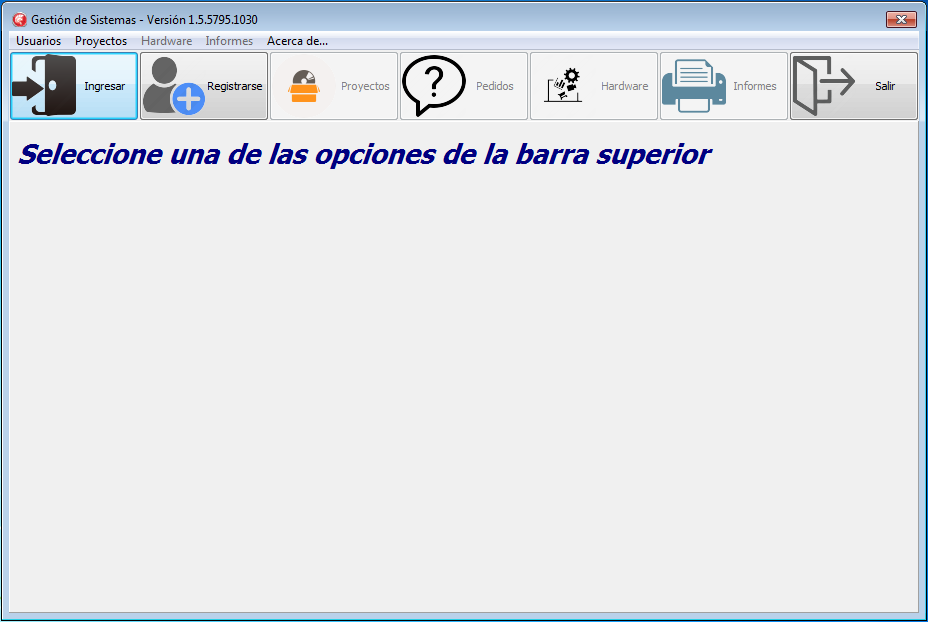 Gestión de Sistemas - Versión 1.5.5795.1030
Usuarios Proyectos Hardware Informes Acerca de...
Ingresar Registrarse Proyectos Pedidos Hardware Informes Salir
Seleccione una de las opciones de la barra superior